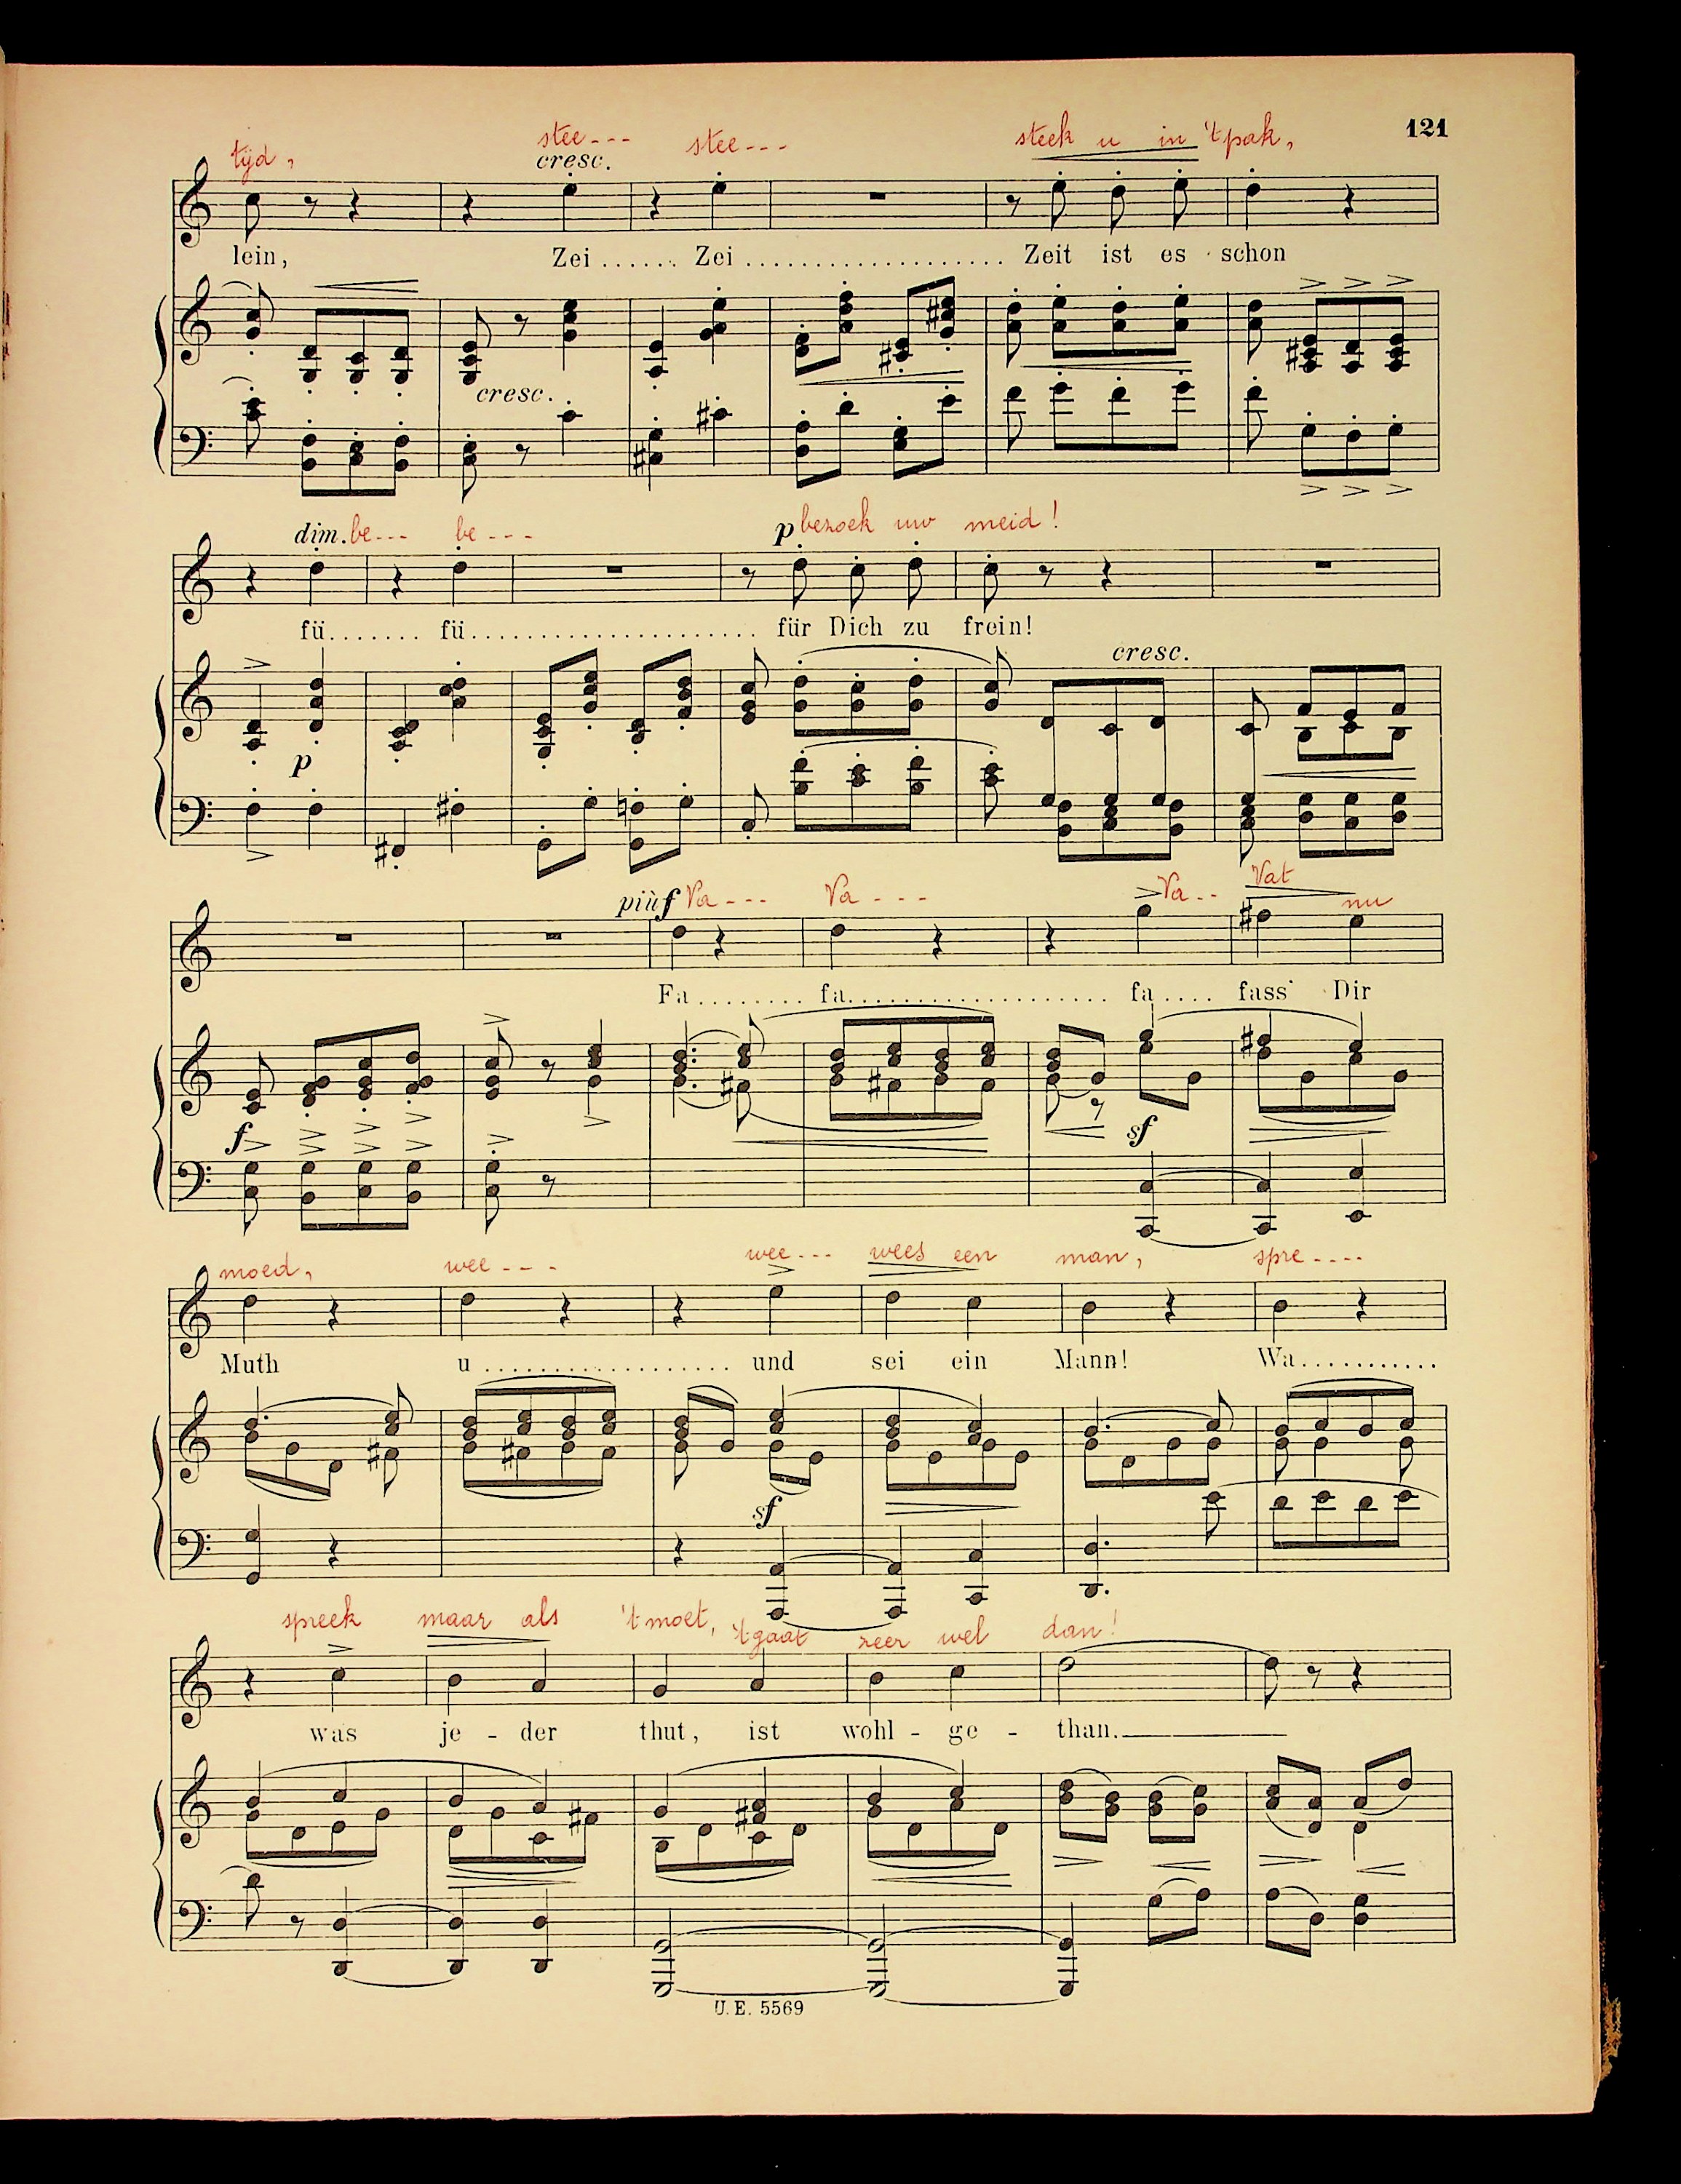 121
tijd, stee--- stee--- steek u in 't pak,
cresc.
lein, Zei...... Zei.................... Zeit ist es schon
cresc.
dim. be--- be--- p bezoek uw meid!
fü....... fü...................... für Dich zu frein!
cresc.
p
più f Va--- Va---- Va-- Vat nu
Fa........ fa................... fa.... fass' Dir
f sf
moed, wee---- wee--- wees een man, spre----
Muth u................... und sei ein Mann! Wa...........
sf
spreek maar als 't moet, 't gaat zeer wel dan!
was je - der thut, ist wohl - ge - than.
U. E. 5569